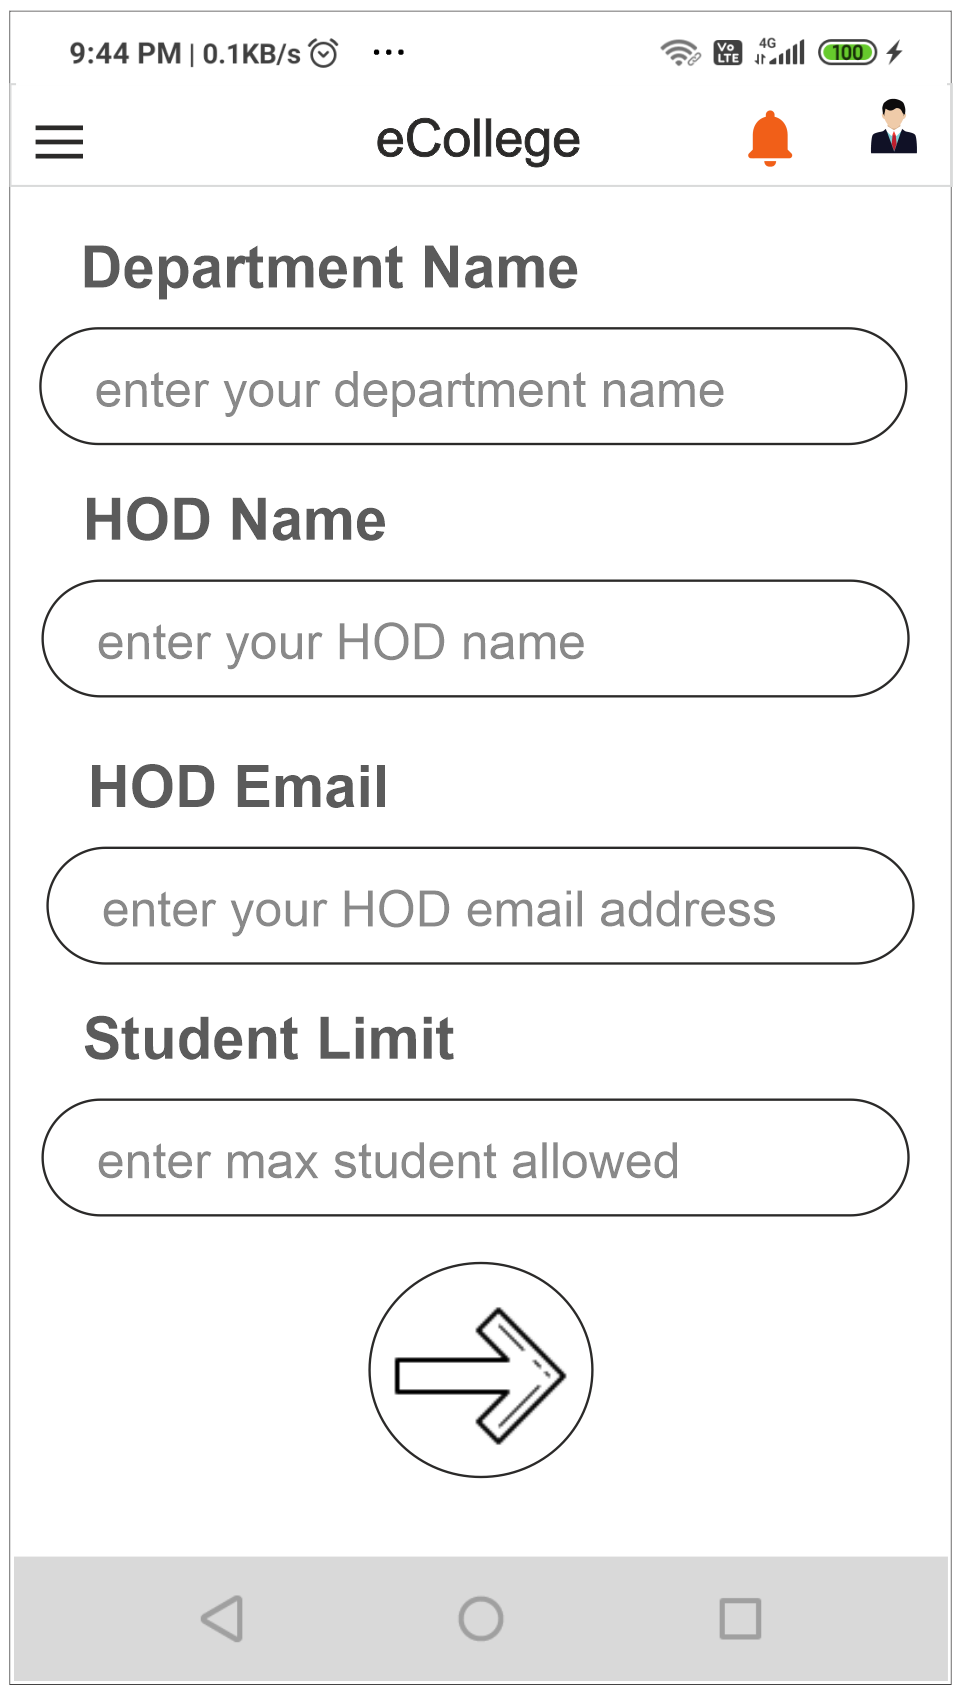 9:44 PM | 0.1KB/s ... Vo LTE 4G 100
eCollege
Department Name
enter your department name
HOD Name
enter your HOD name
HOD Email
enter your HOD email address
Student Limit
enter max student allowed